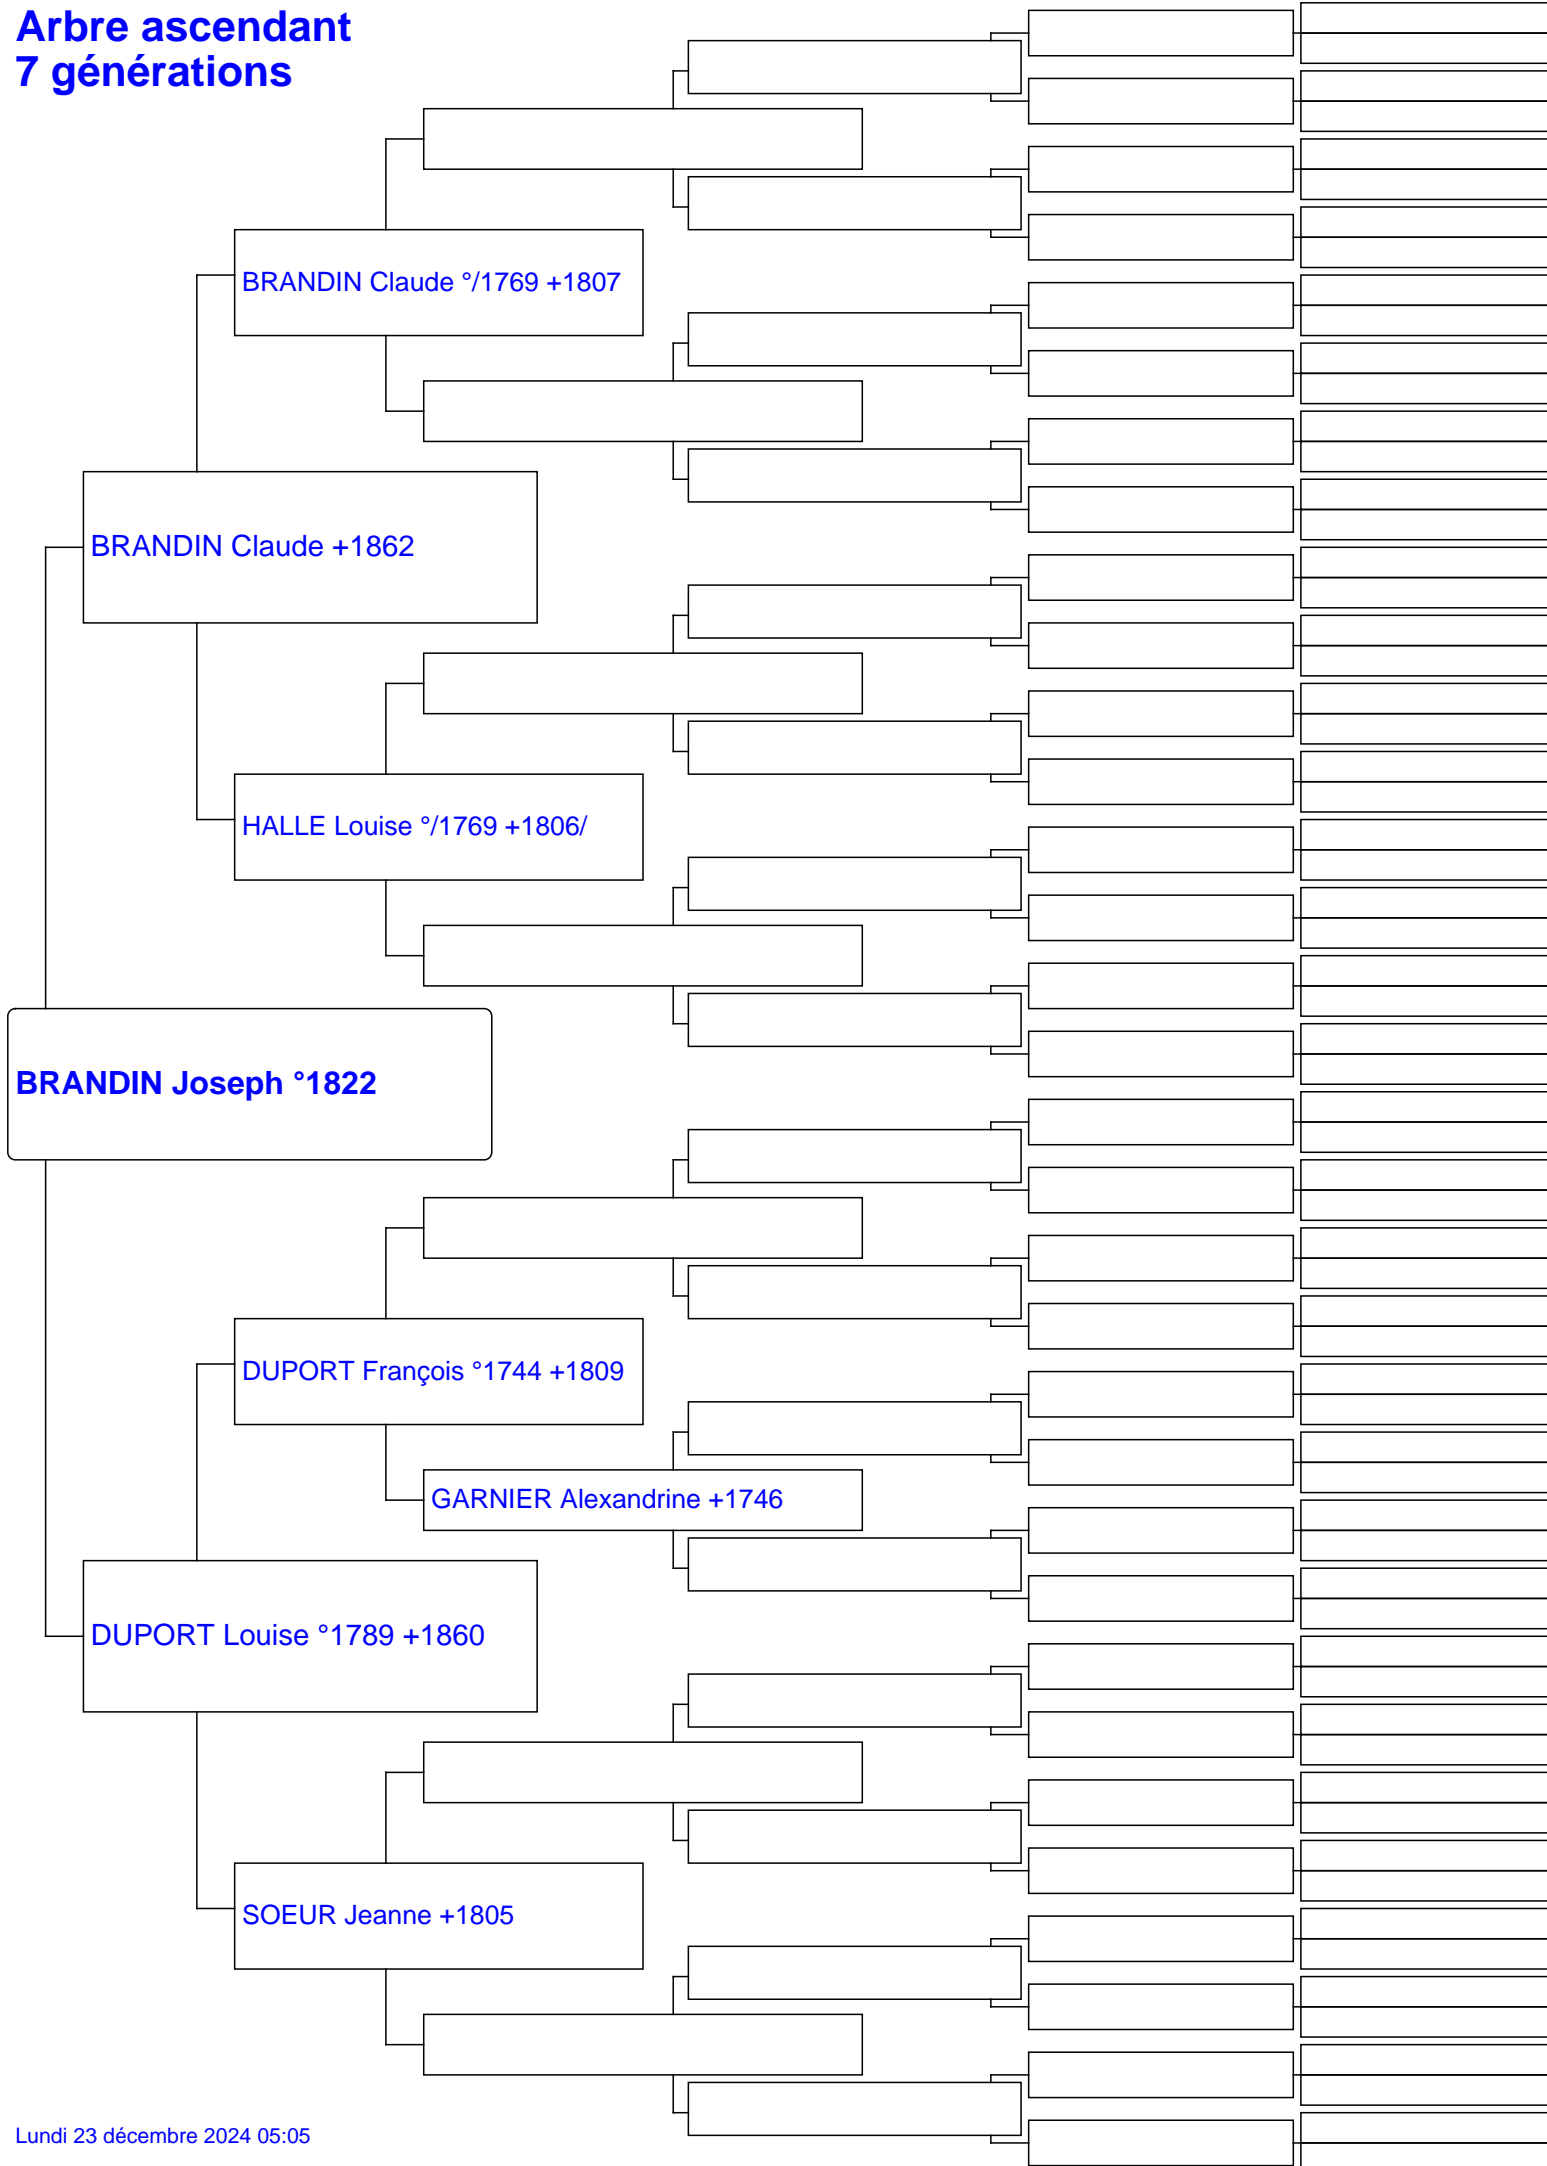 Arbre ascendant
7 générations
BRANDIN Claude °/1769 +1807
BRANDIN Claude +1862
HALLE Louise °/1769 +1806/
BRANDIN Joseph °1822
DUPORT François °1744 +1809
GARNIER Alexandrine +1746
DUPORT Louise °1789 +1860
SOEUR Jeanne +1805
Lundi 23 décembre 2024 05:05